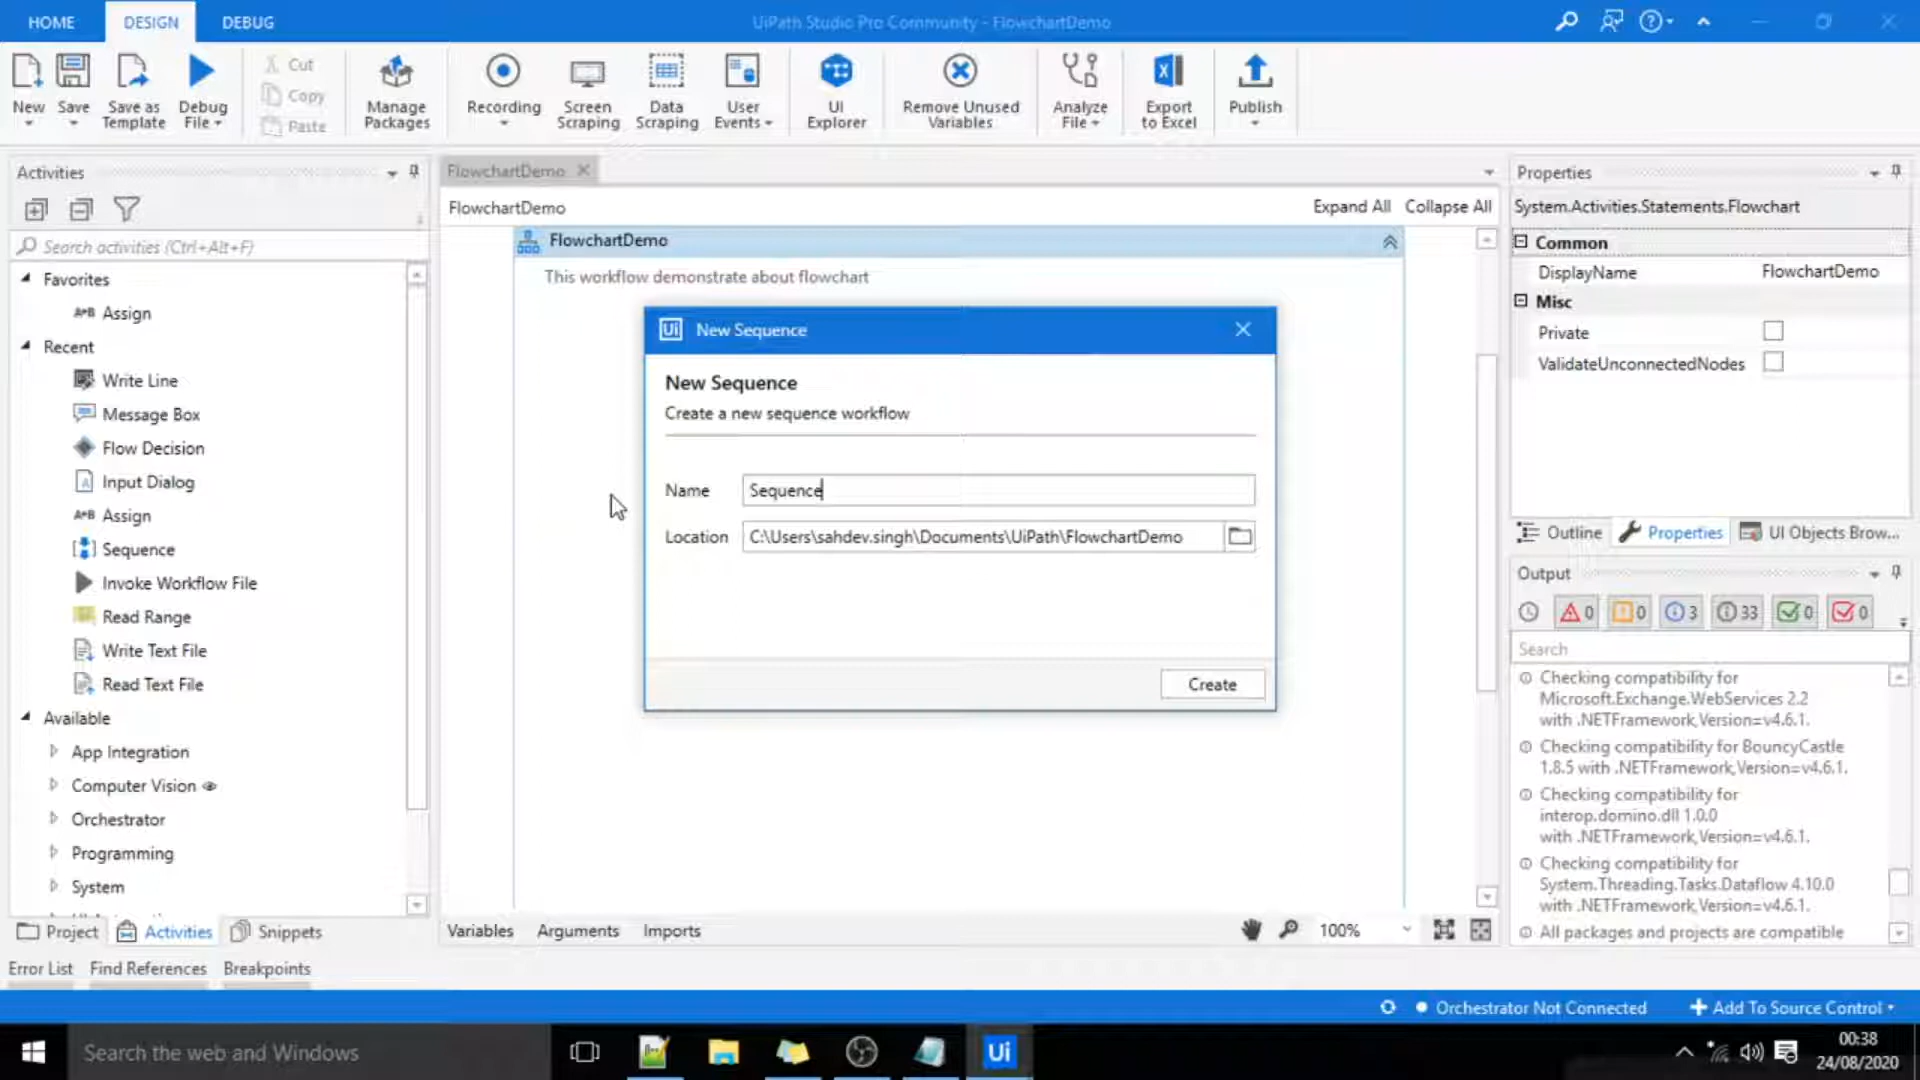 HOME
DESIGN
DEBUG
UiPath Studio Pro Community - FlowchartDemo
New
Save
Save as
Template
Debug
File
Cut
Copy
Paste
Manage
Packages
Recording
Screen
Scraping
Data
Scraping
User
Events
UI
Explorer
Remove Unused
Variables
Analyze
File
Export
to Excel
Publish
Activities
Search activities (Ctrl+Alt+F)
Favorites
A*B Assign
Recent
Write Line
Message Box
Flow Decision
Input Dialog
A*B Assign
Sequence
Invoke Workflow File
Read Range
Write Text File
Read Text File
Available
App Integration
Computer Vision
Orchestrator
Programming
System
Project
Activities
Snippets
FlowchartDemo
FlowchartDemo
Expand All
Collapse All
FlowchartDemo
This workflow demonstrate about flowchart
Ui New Sequence
New Sequence
Create a new sequence workflow
Name
Sequence
Location
C:\Users\sahdev.singh\Documents\UiPath\FlowchartDemo
Create
Variables
Arguments
Imports
100%
Properties
System.Activities.Statements.Flowchart
Common
DisplayName
FlowchartDemo
Misc
Private
ValidateUnconnectedNodes
Outline
Properties
UI Objects Brow...
Output
0
0
3
33
0
0
Search
Checking compatibility for
Microsoft.Exchange.WebServices 2.2
with .NETFramework,Version=v4.6.1.
Checking compatibility for BouncyCastle
1.8.5 with .NETFramework,Version=v4.6.1.
Checking compatibility for
interop.domino.dll 1.0.0
with .NETFramework,Version=v4.6.1.
Checking compatibility for
System.Threading.Tasks.Dataflow 4.10.0
with .NETFramework,Version=v4.6.1.
All packages and projects are compatible
Error List
Find References
Breakpoints
Orchestrator Not Connected
Add To Source Control
Search the web and Windows
Ui
00:38
24/08/2020